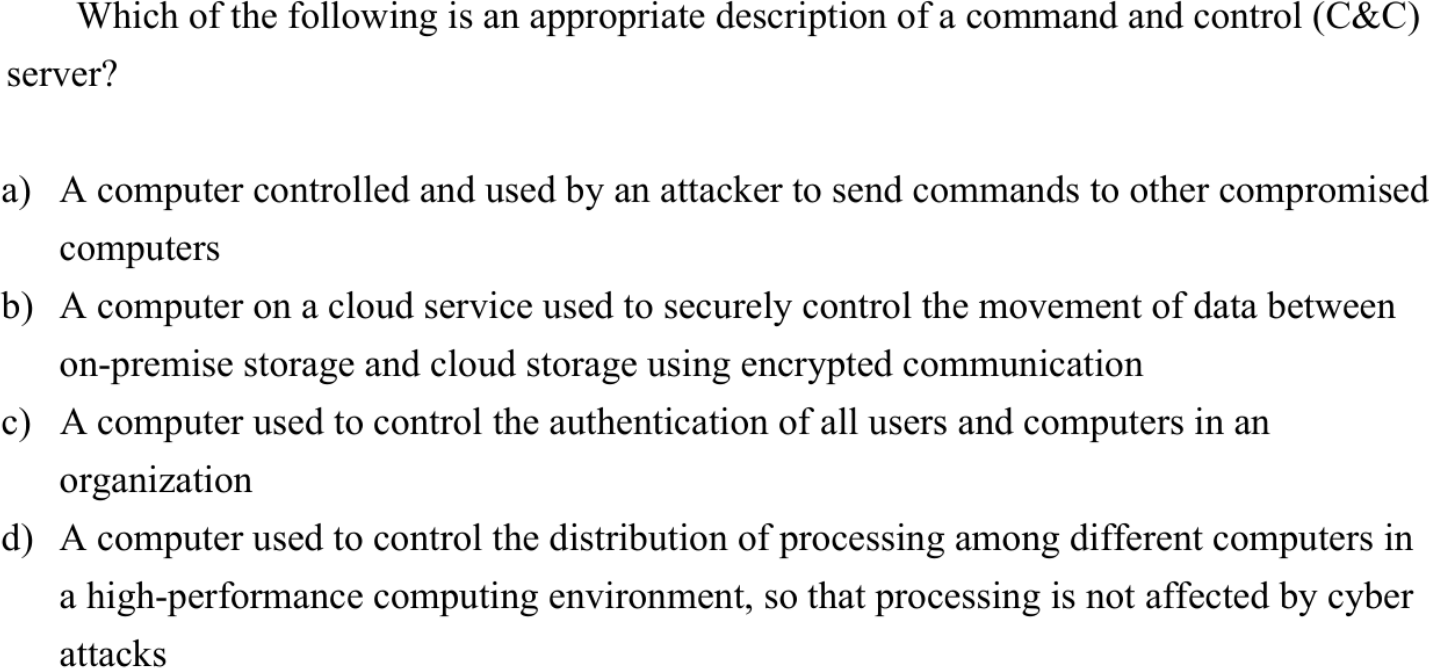 Which of the following is an appropriate description of a command and control (C&C)
server?
a) A computer controlled and used by an attacker to send commands to other compromised
computers
b) A computer on a cloud service used to securely control the movement of data between
on-premise storage and cloud storage using encrypted communication
c) A computer used to control the authentication of all users and computers in an
organization
d) A computer used to control the distribution of processing among different computers in
a high-performance computing environment, so that processing is not affected by cyber
attacks